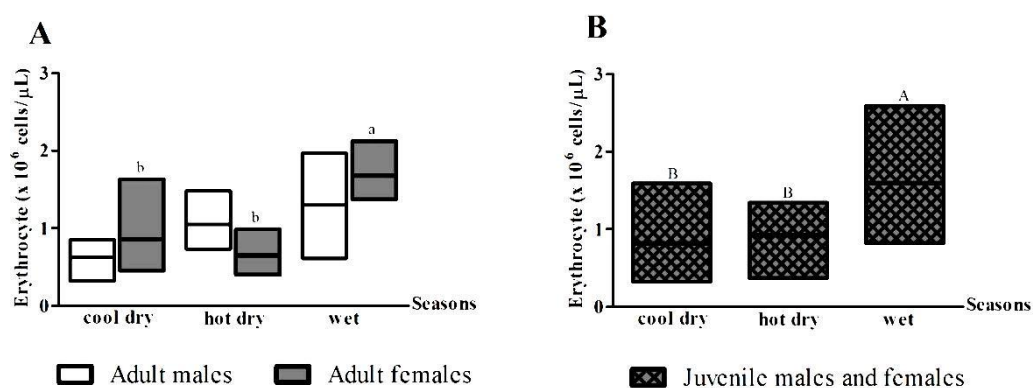 A
Erythrocyte (x 10⁶ cells/µL)
3
2
1
0
b
b
a
cool dry
hot dry
wet
Seasons
Adult males
Adult females
B
Erythrocyte (x 10⁶ cells/µL)
3
2
1
0
B
B
A
cool dry
hot dry
wet
Seasons
Juvenile males and females